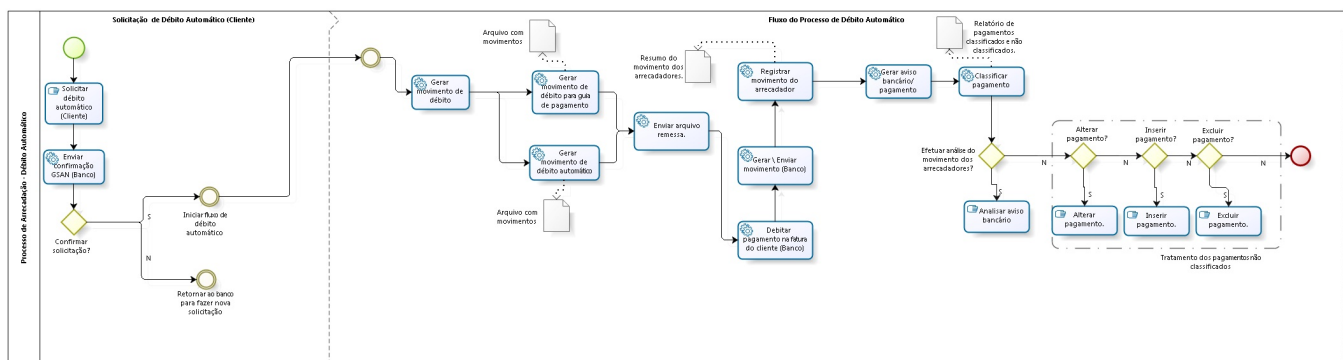 Processo de Arrecadação - Débito Automático
Solicitação de Débito Automático (Cliente)
Solicitar
débito
automático
(Cliente)
Enviar
confirmação
GSAN (Banco)
Confirmar
solicitação?
S
N
Iniciar fluxo de
débito
automático
Retornar ao banco
para fazer nova
solicitação
Fluxo do Processo de Débito Automático
Gerar
movimento de
débito
Arquivo com
movimentos
Gerar
movimento de
débito para guia
de pagamento
Gerar
movimento de
débito automático
Arquivo com
movimentos
Enviar arquivo
remessa.
Resumo do
movimento dos
arrecadadores.
Registrar
movimento do
arrecadador
Gerar \ Enviar
movimento (Banco)
Debitar
pagamento na fatura
do cliente (Banco)
Gerar aviso
bancário/
pagamento
Relatório de
pagamentos
classificados e não
classificados.
Classificar
pagamento
Efetuar análise do
movimento dos
arrecadadores?
S
N
Analisar aviso
bancário
Alterar
pagamento?
N
S
Alterar
pagamento.
Inserir
pagamento?
N
S
Inserir
pagamento.
Excluir
pagamento?
N
S
Excluir
pagamento.
Tratamento dos pagamentos não
classificados